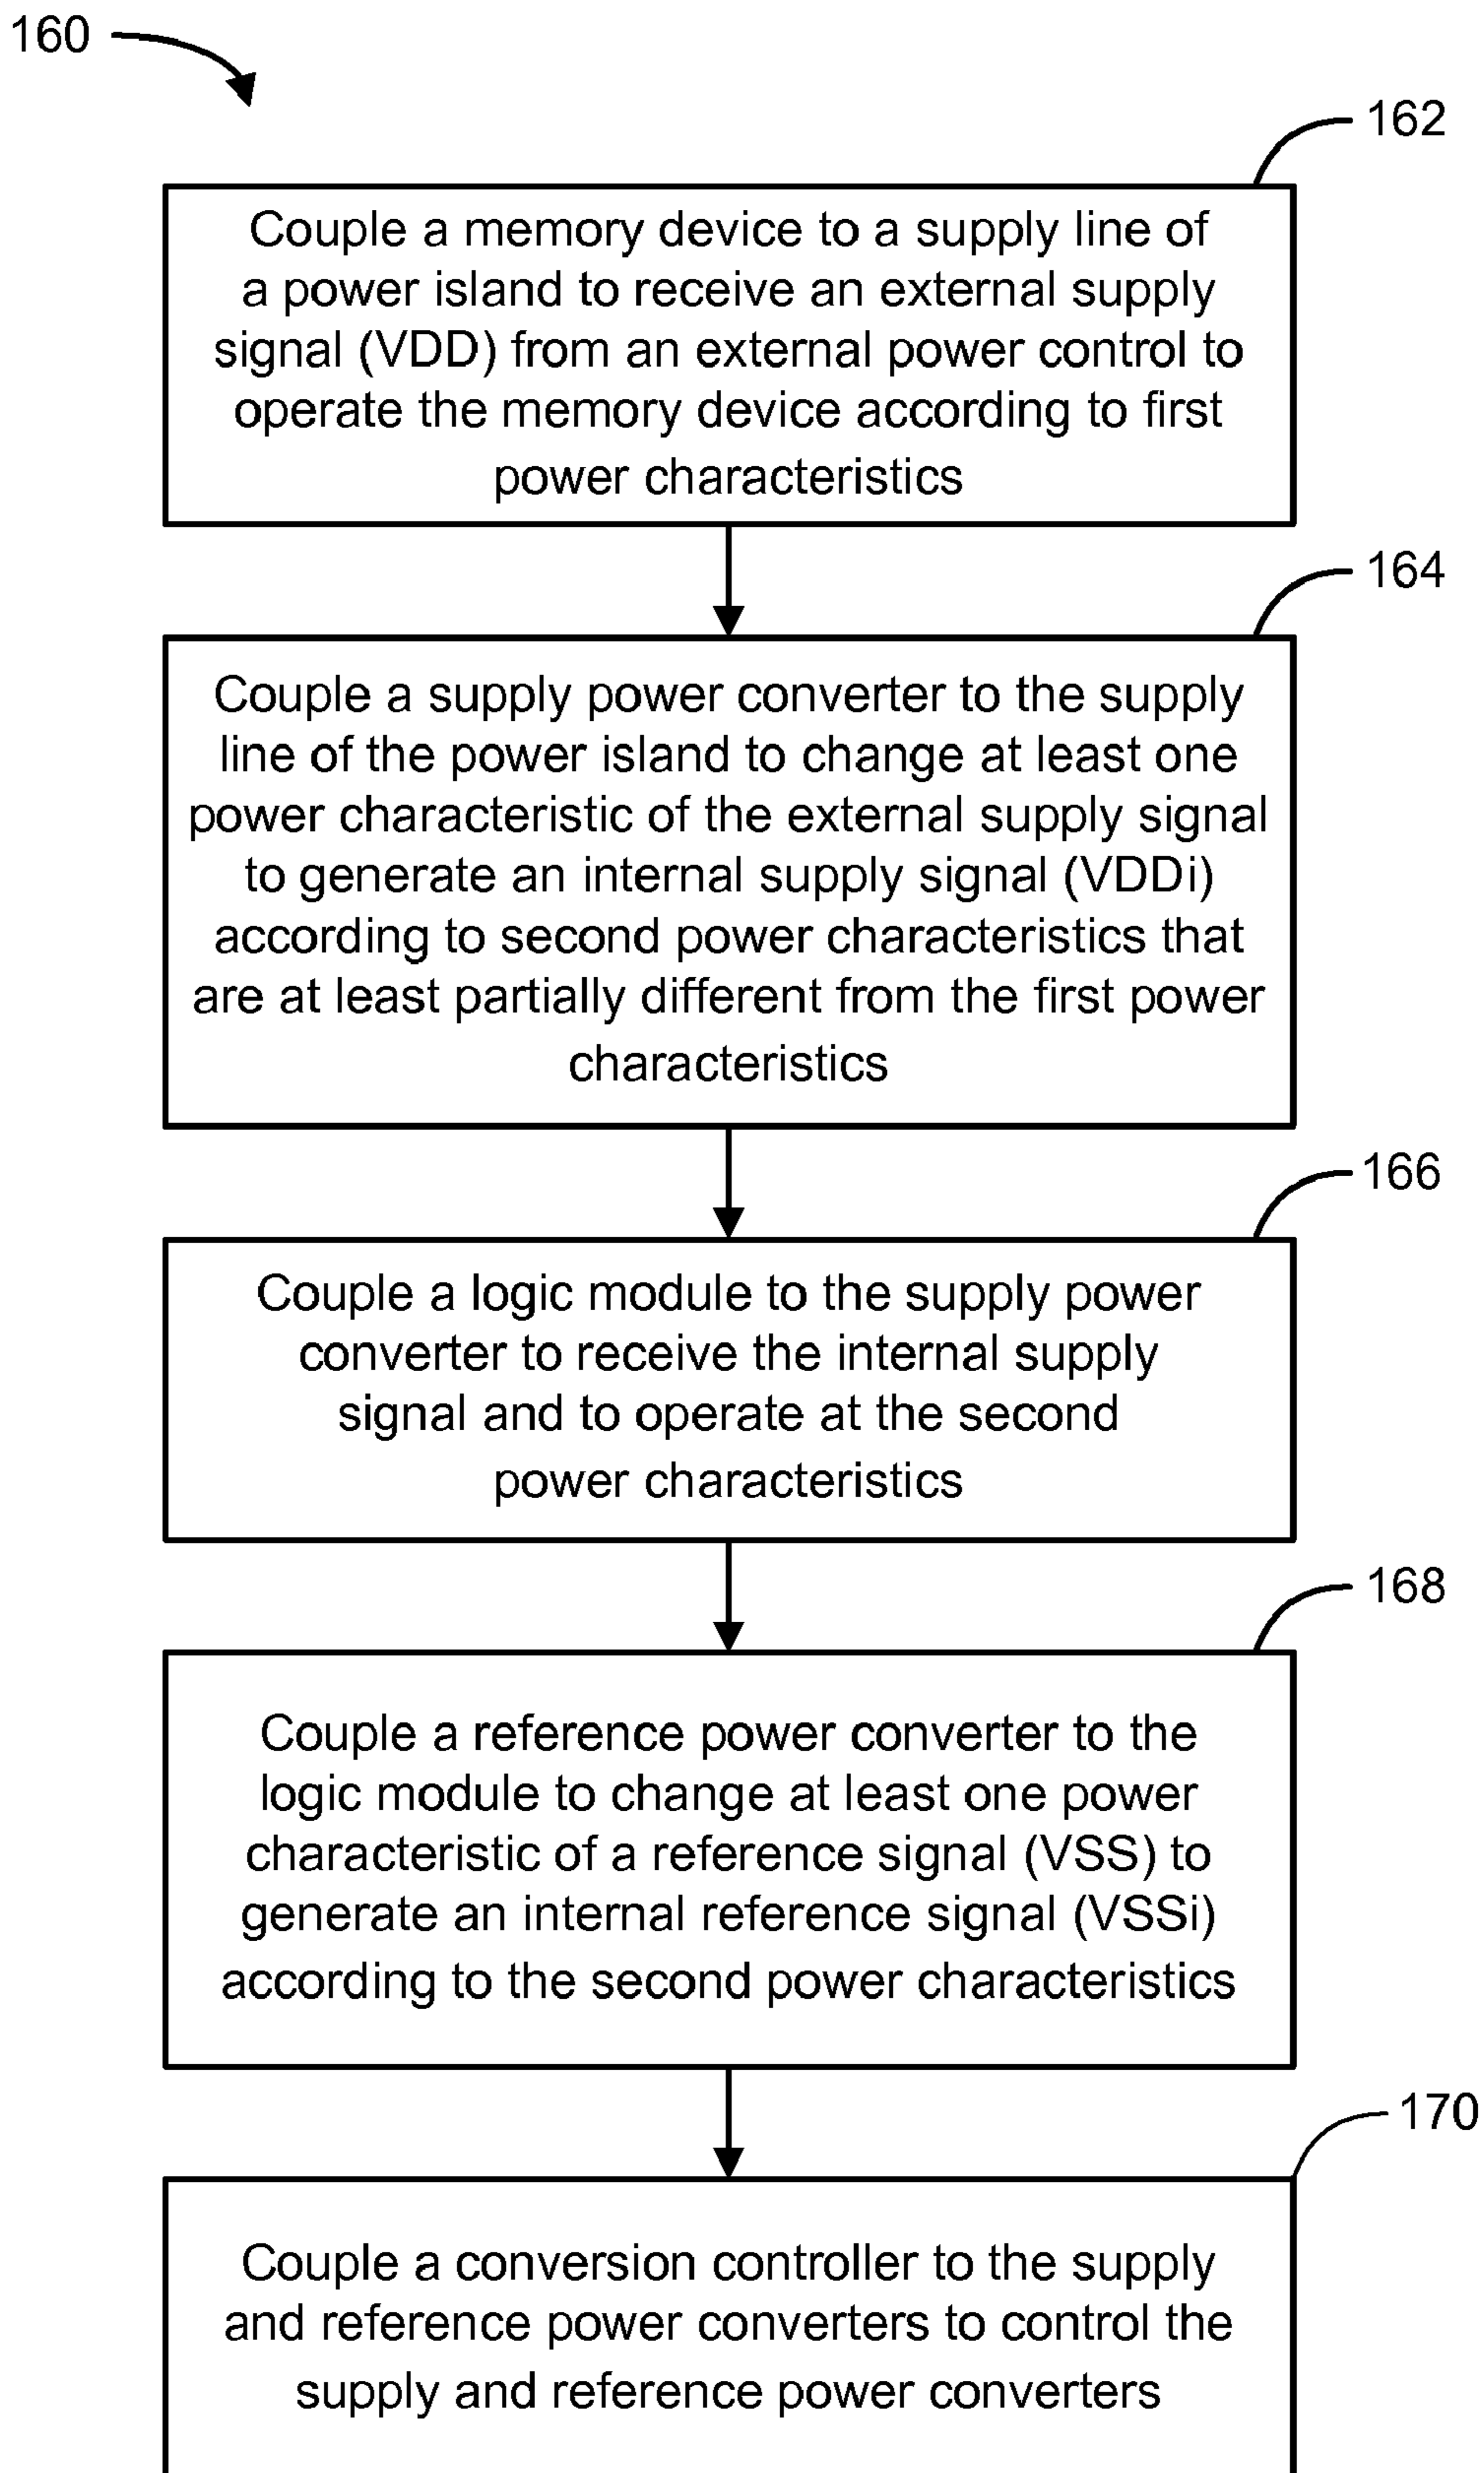 160
162
Couple a memory device to a supply line of
a power island to receive an external supply
signal (VDD) from an external power control to
operate the memory device according to first
power characteristics
164
Couple a supply power converter to the supply
line of the power island to change at least one
power characteristic of the external supply signal
to generate an internal supply signal (VDDi)
according to second power characteristics that
are at least partially different from the first power
characteristics
166
Couple a logic module to the supply power
converter to receive the internal supply
signal and to operate at the second
power characteristics
168
Couple a reference power converter to the
logic module to change at least one power
characteristic of a reference signal (VSS) to
generate an internal reference signal (VSSi)
according to the second power characteristics
170
Couple a conversion controller to the supply
and reference power converters to control the
supply and reference power converters